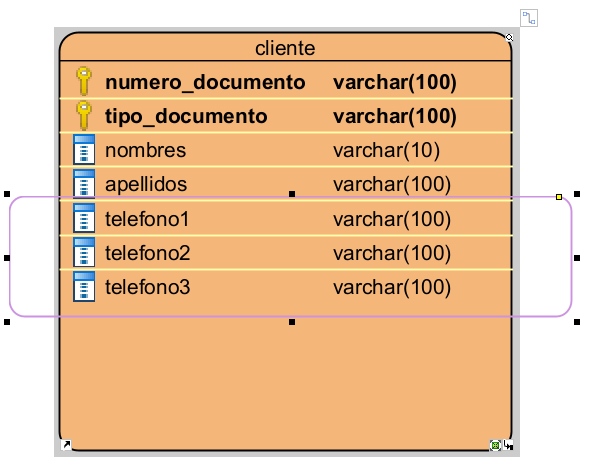 cliente
numero_documento varchar(100)
tipo_documento varchar(100)
nombres varchar(10)
apellidos varchar(100)
telefono1 varchar(100)
telefono2 varchar(100)
telefono3 varchar(100)